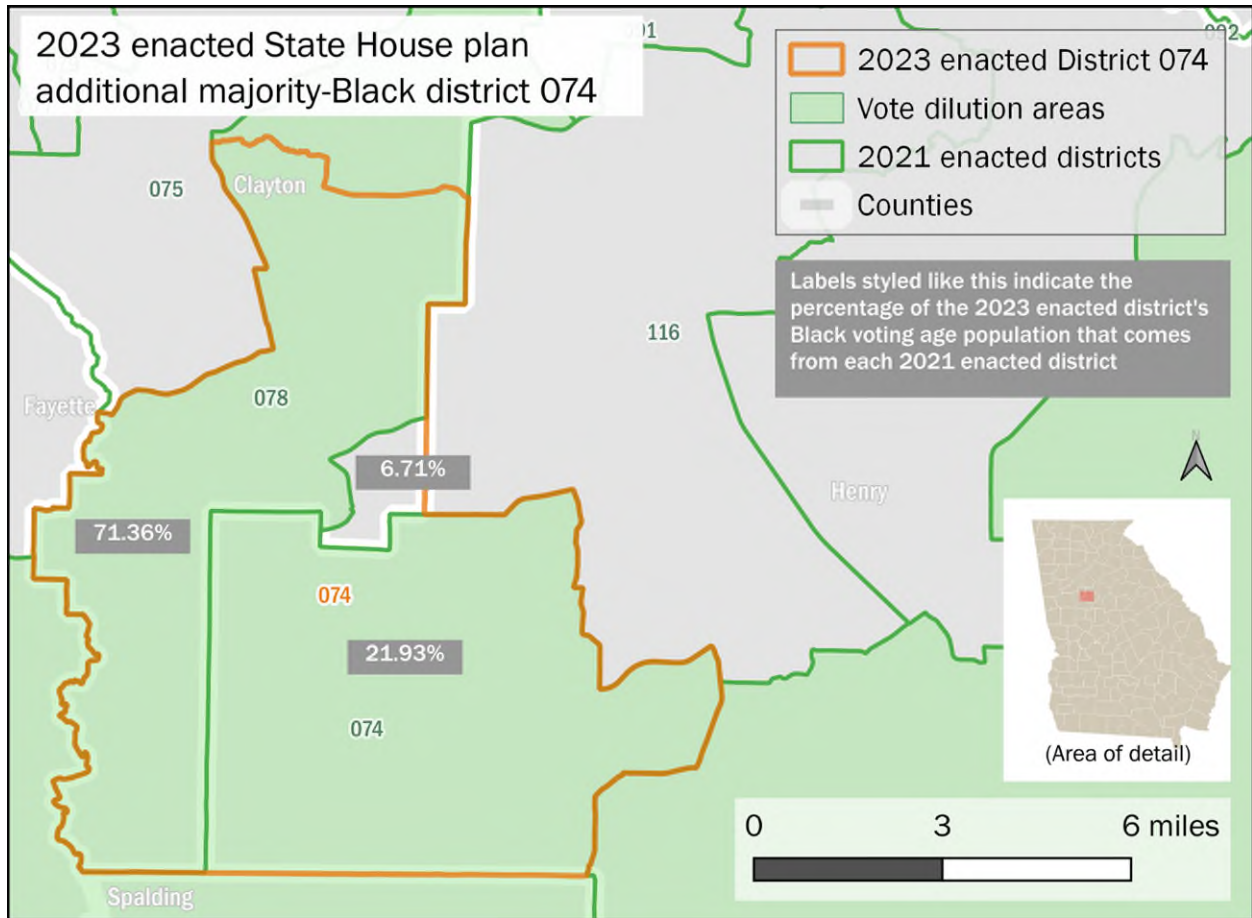 2023 enacted State House plan
additional majority-Black district 074
091
092
2023 enacted District 074
Vote dilution areas
2021 enacted districts
Counties
075
Clayton
Labels styled like this indicate the
percentage of the 2023 enacted district's
Black voting age population that comes
from each 2021 enacted district
116
078
Fayette
6.71%
N
Henry
71.36%
074
21.93%
074
(Area of detail)
0 3 6 miles
Spalding